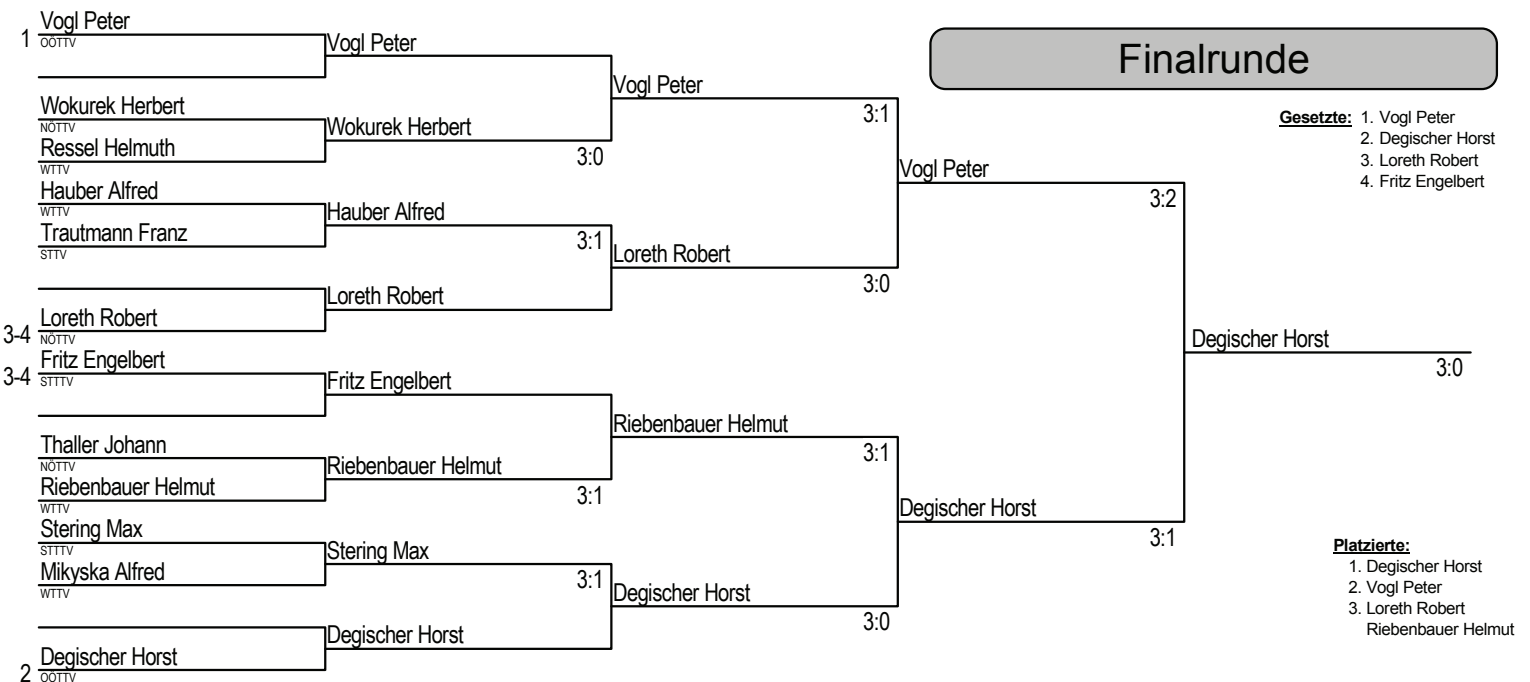 Finalrunde
Gesetzte: 1. Vogl Peter
2. Degischer Horst
3. Loreth Robert
4. Fritz Engelbert
1 Vogl Peter
OÖTTV
Wokurek Herbert
NÖTTV
Ressel Helmuth
WTTV
Hauber Alfred
WTTV
Trautmann Franz
STTV
3-4 Loreth Robert
NÖTTV
3-4 Fritz Engelbert
STTTV
Thaller Johann
NÖTTV
Riebenbauer Helmut
WTTV
Stering Max
STTTV
Mikyska Alfred
WTTV
2 Degischer Horst
OÖTTV
Vogl Peter
Wokurek Herbert
3:0
Hauber Alfred
3:1
Loreth Robert
Fritz Engelbert
Riebenbauer Helmut
3:1
Stering Max
3:1
Degischer Horst
Vogl Peter
3:1
Loreth Robert
3:0
Riebenbauer Helmut
3:1
Degischer Horst
3:0
Vogl Peter
3:2
Degischer Horst
3:1
Degischer Horst
3:0
Platzierte:
1. Degischer Horst
2. Vogl Peter
3. Loreth Robert
Riebenbauer Helmut